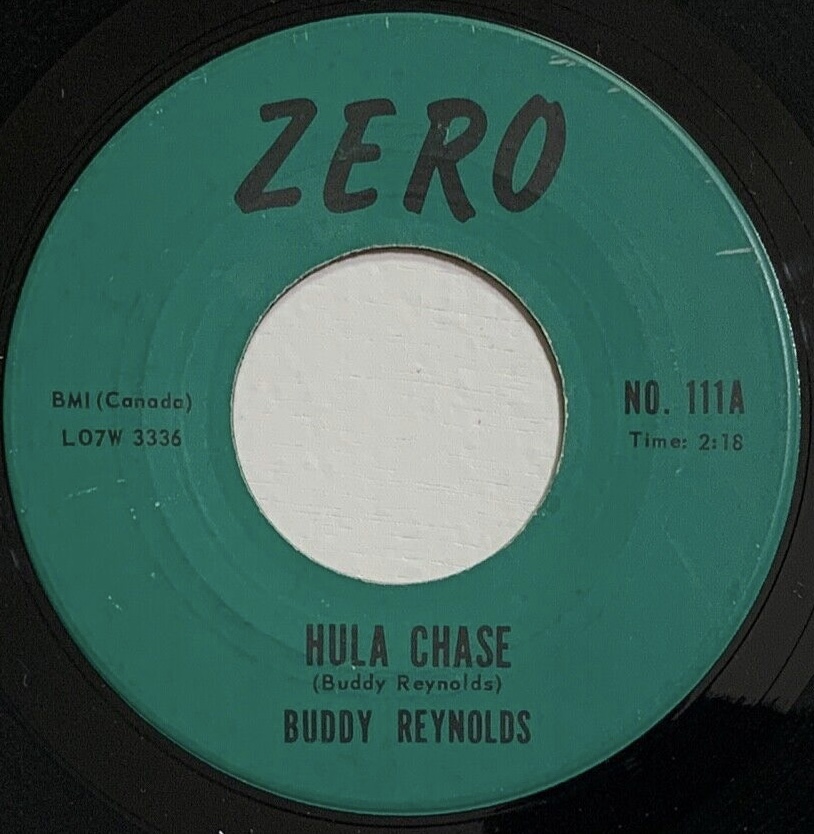 ZERO
BMI (Canada)
LO7W 3336
NO. 111A
Time: 2:18
HULA CHASE
(Buddy Reynolds)
BUDDY REYNOLDS